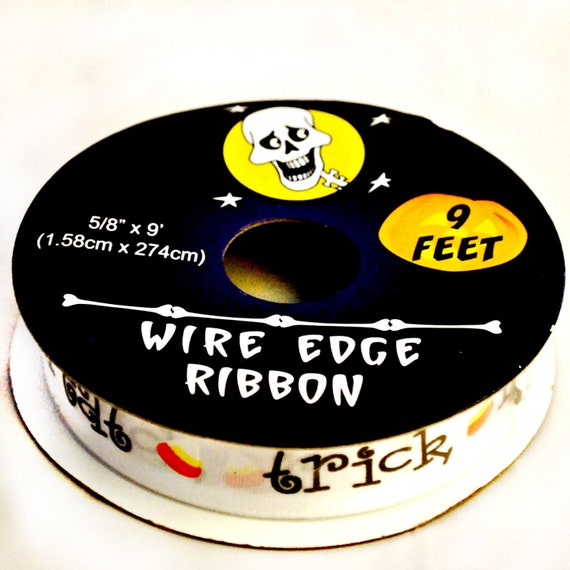 5/8" x 9'
(1.58cm x 274cm)
9
FEET
WIRE EDGE
RIBBON
trick